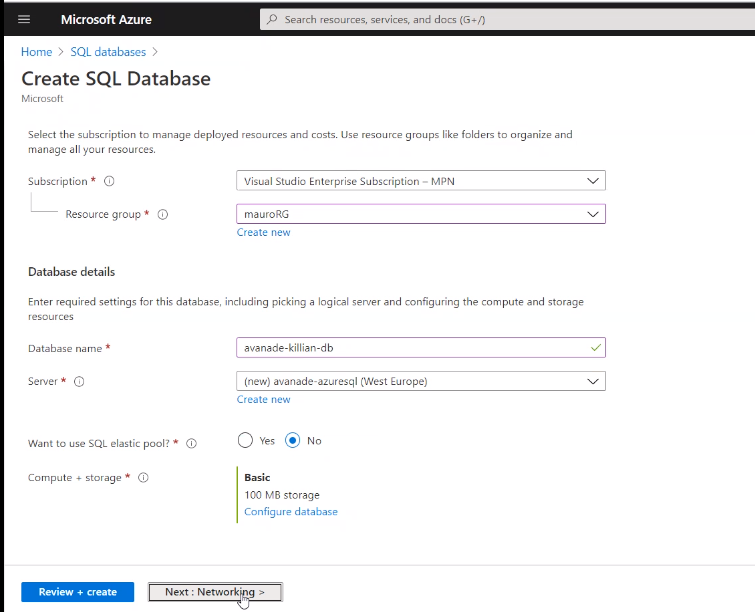 Microsoft Azure
Search resources, services, and docs (G+/)
Home > SQL databases >
Create SQL Database
Microsoft
Select the subscription to manage deployed resources and costs. Use resource groups like folders to organize and
manage all your resources.
Subscription *
Visual Studio Enterprise Subscription – MPN
Resource group *
mauroRG
Create new
Database details
Enter required settings for this database, including picking a logical server and configuring the compute and storage
resources
Database name *
avanade-killian-db
Server *
(new) avanade-azuresql (West Europe)
Create new
Want to use SQL elastic pool? *
Yes No
Compute + storage *
Basic
100 MB storage
Configure database
Review + create
Next : Networking >